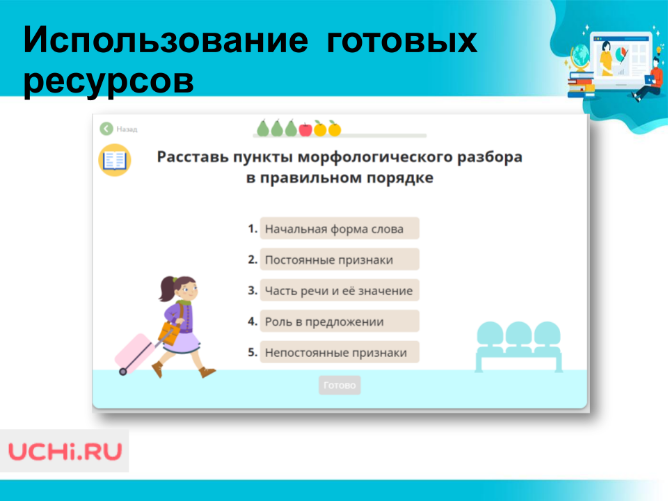 Использование готовых
ресурсов
Назад
Расставь пункты морфологического разбора
в правильном порядке
1. Начальная форма слова
2. Постоянные признаки
3. Часть речи и её значение
4. Роль в предложении
5. Непостоянные признаки
Готово
UCHi.RU